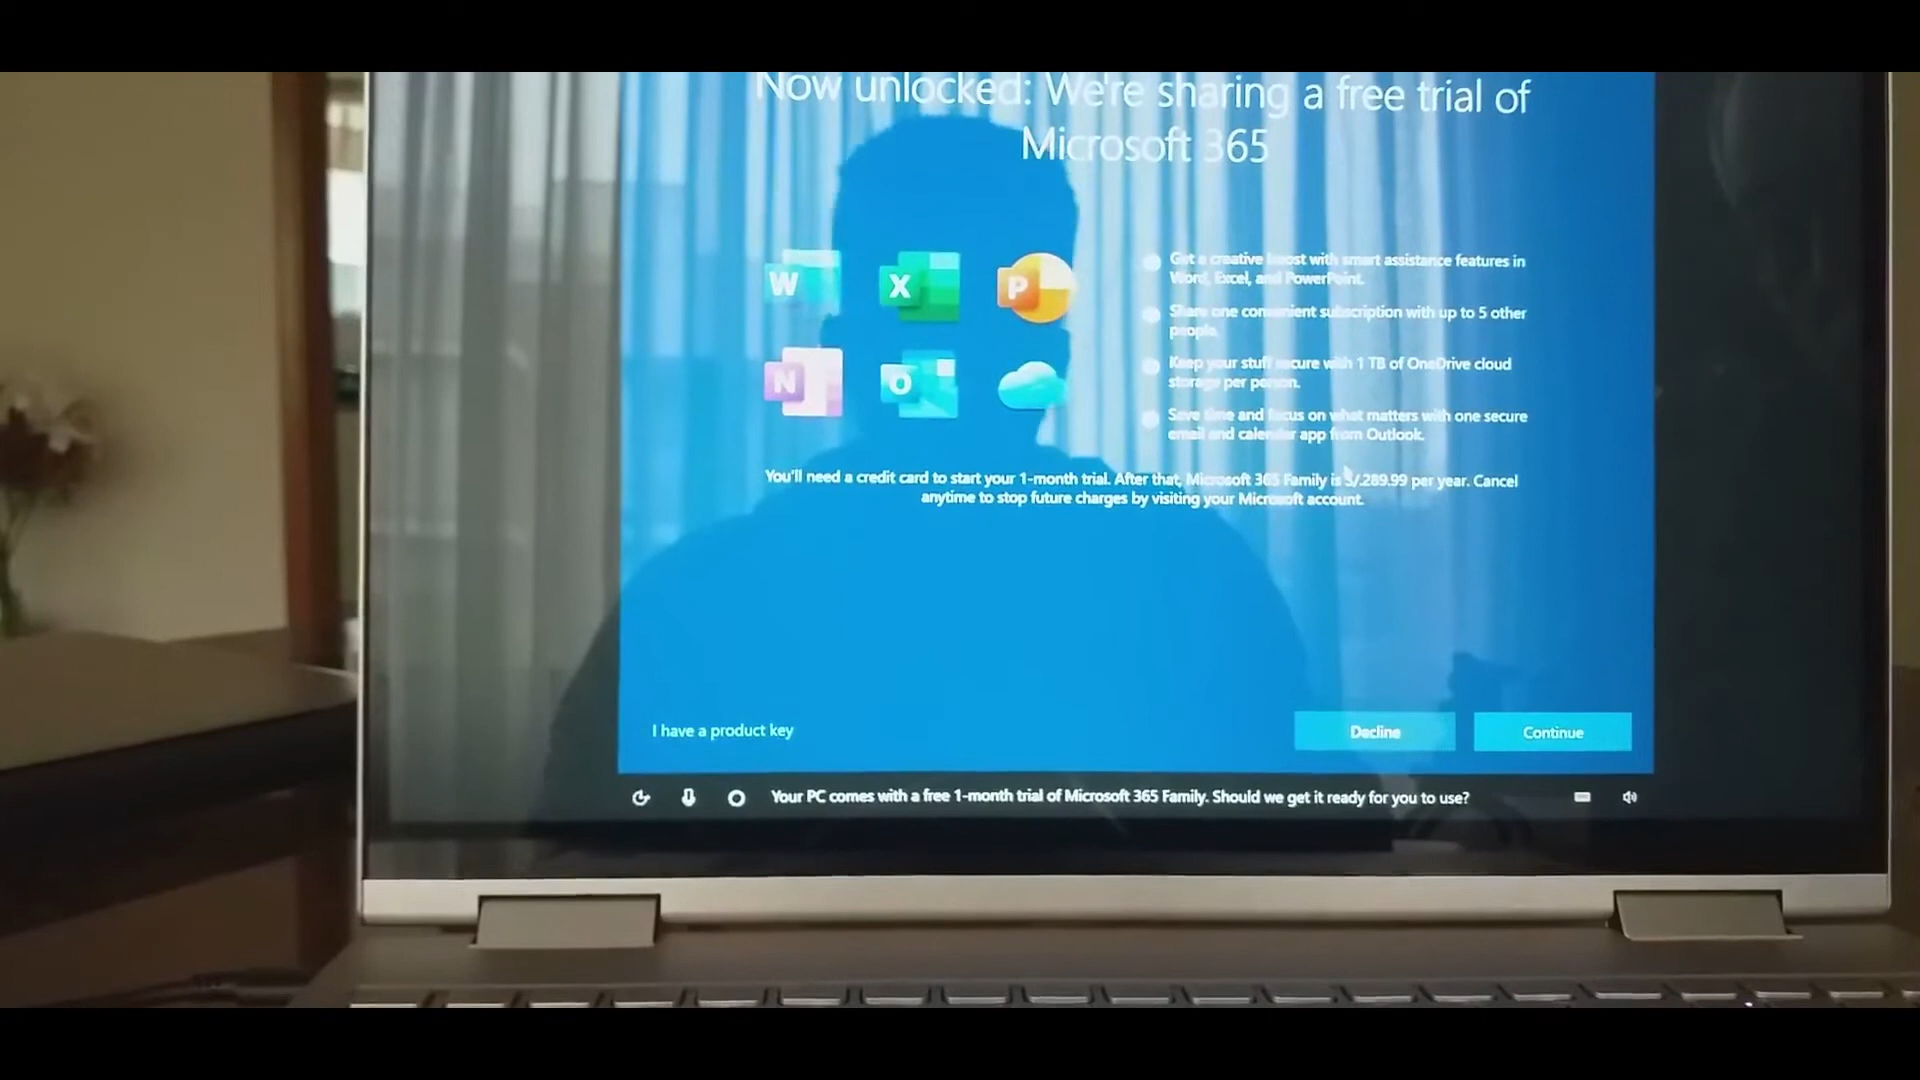 Now unlocked: We're sharing a free trial of
Microsoft 365
W
X
P
Get a creative boost with smart assistance features in
Word, Excel, and PowerPoint.
Share one convenient subscription with up to 5 other
people.
N
O
Keep your stuff secure with 1 TB of OneDrive cloud
storage per person.
Save time and focus on what matters with one secure
email and calendar app from Outlook.
You'll need a credit card to start your 1-month trial. After that, Microsoft 365 Family is S/.289.99 per year. Cancel
anytime to stop future charges by visiting your Microsoft account.
I have a product key
Decline
Continue
Your PC comes with a free 1-month trial of Microsoft 365 Family. Should we get it ready for you to use?